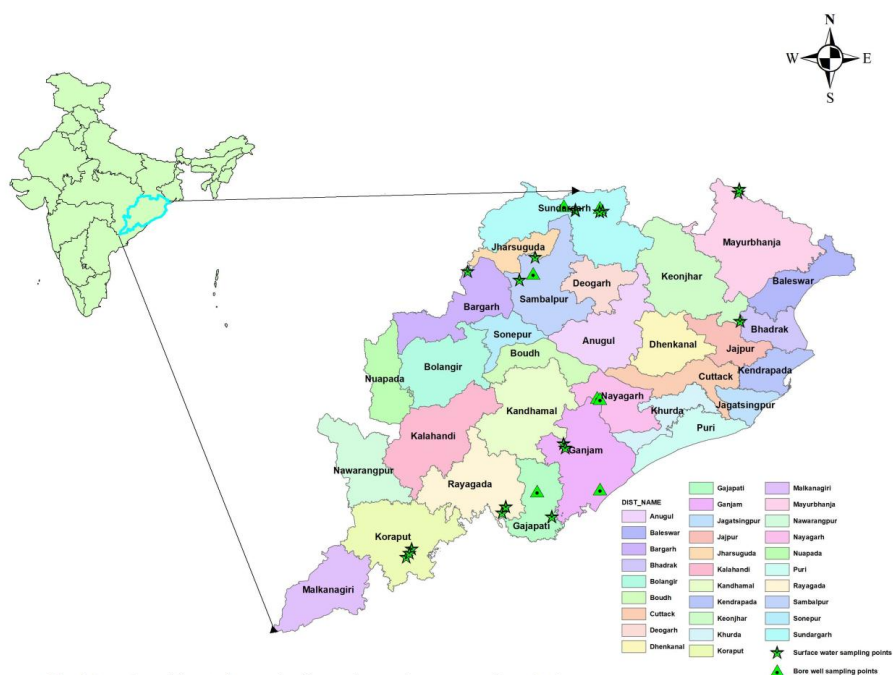 N
W E
S
Sundargarh
Mayurbhanja
Jharsuguda
Keonjhar
Deogarh
Baleswar
Sambalpur
Bargarh
Bhadrak
Sonepur
Anugul
Dhenkanal
Jajpur
Boudh
Nuapada
Bolangir
Kendrapada
Cuttack
Nayagarh
Kandhamal
Jagatsingpur
Khurda
Puri
Kalahandi
Ganjam
Nawarangpur
Rayagada
Gajapati
Koraput
Malkanagiri
DIST_NAME
Anugul
Baleswar
Bargarh
Bhadrak
Bolangir
Boudh
Cuttack
Deogarh
Dhenkanal
Gajapati
Ganjam
Jagatsingpur
Jajpur
Jharsuguda
Kalahandi
Kandhamal
Kendrapada
Keonjhar
Khurda
Koraput
Malkanagiri
Mayurbhanja
Nawarangpur
Nayagarh
Nuapada
Puri
Rayagada
Sambalpur
Sonepur
Sundargarh
Surface water sampling points
Bore well sampling points